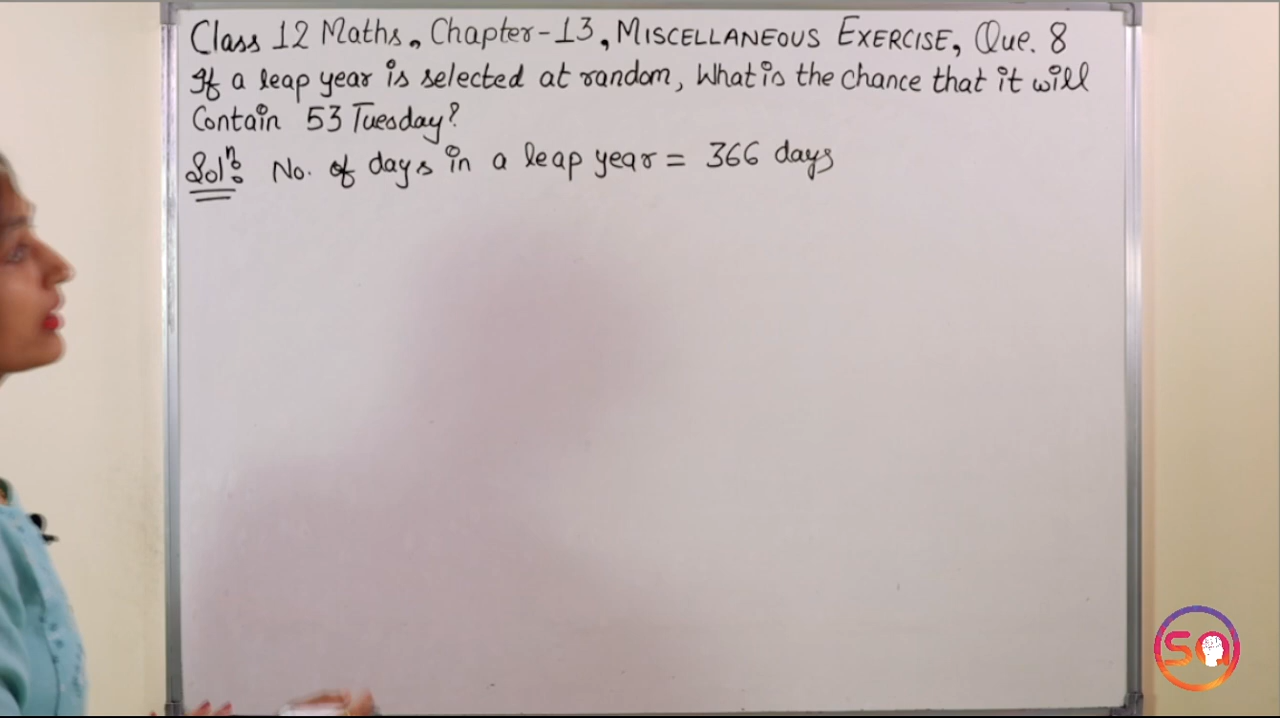 Class 12 Maths, Chapter-13, MISCELLANEOUS EXERCISE, Que. 8
If a leap year is selected at random, What is the chance that it will
Contain 53 Tuesday?
Solⁿ: No. of days in a leap year = 366 days
SQ